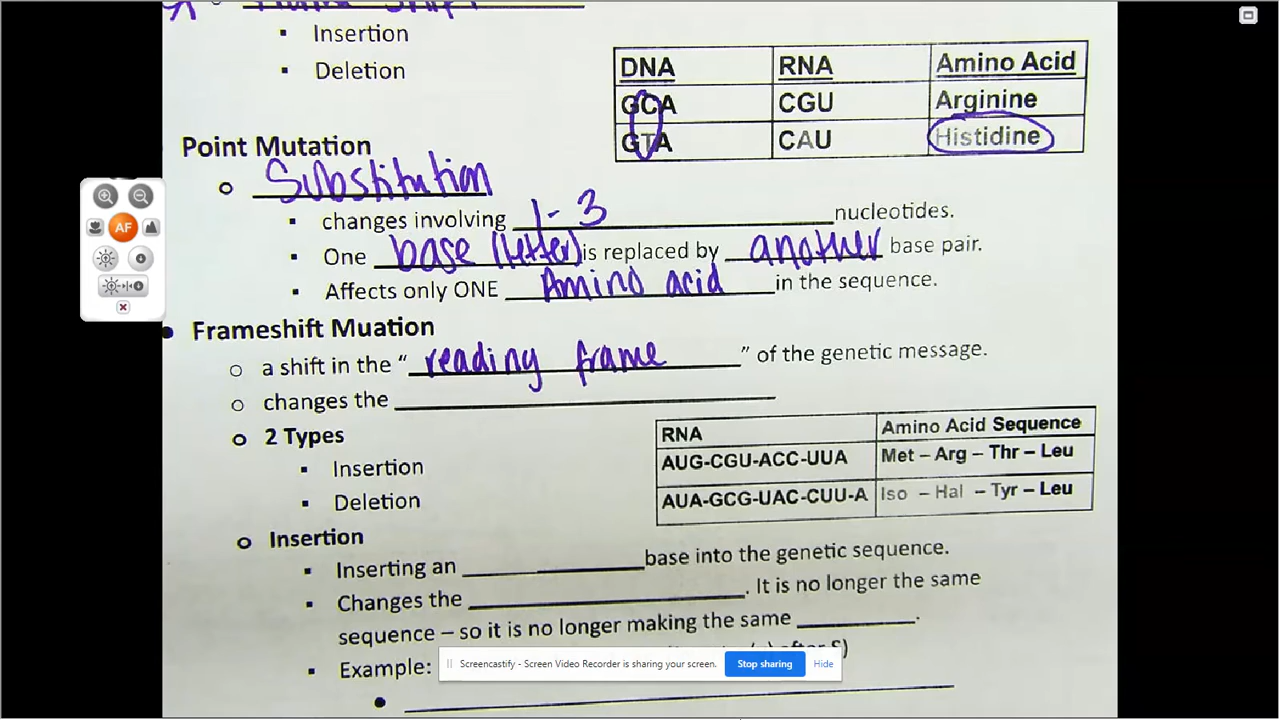 Insertion
Deletion
DNA RNA Amino Acid
GCA CGU Arginine
GTA CAU Histidine
Point Mutation
Substitution
changes involving 1-3 nucleotides.
One base (letter) is replaced by another base pair.
Affects only ONE Amino acid in the sequence.
Frameshift Muation
a shift in the “ reading frame ” of the genetic message.
changes the
2 Types
Insertion
Deletion
RNA Amino Acid Sequence
AUG-CGU-ACC-UUA Met – Arg – Thr – Leu
AUA-GCG-UAC-CUU-A Iso – Hal – Tyr – Leu
Insertion
Inserting an base into the genetic sequence.
Changes the . It is no longer the same
sequence – so it is no longer making the same .
Example:
AF
Screencastify - Screen Video Recorder is sharing your screen. Stop sharing Hide